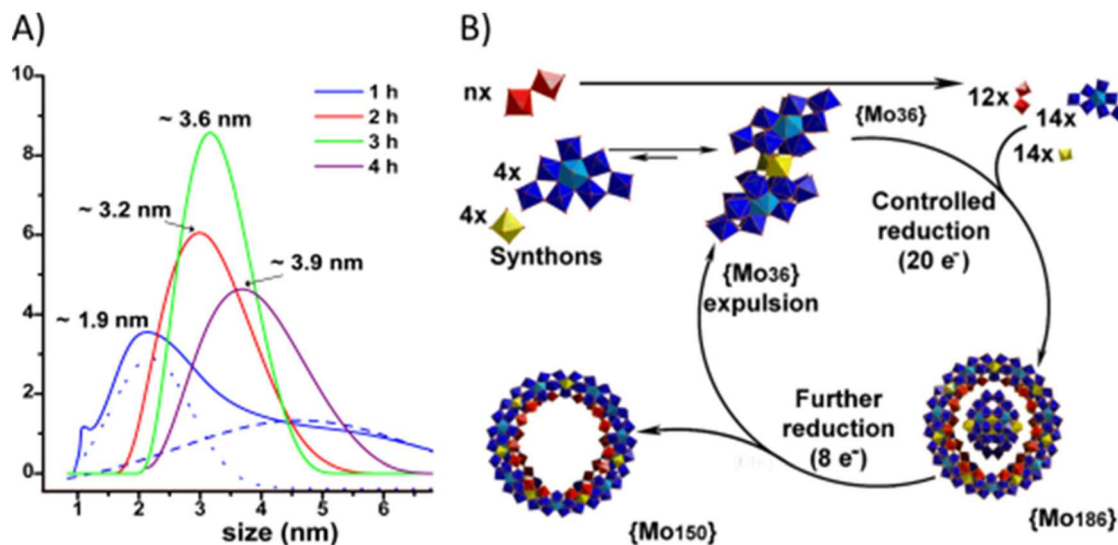 A)
10
8
6
4
2
0
1
2
3
4
5
6
size (nm)
1 h
2 h
3 h
4 h
~ 3.6 nm
~ 3.2 nm
~ 3.9 nm
~ 1.9 nm
B)
nx
4x
4x
Synthons
{Mo36}
12x
14x
14x
Controlled
reduction
(20 e-)
{Mo36}
expulsion
Further
reduction
(8 e-)
{Mo150}
{Mo186}